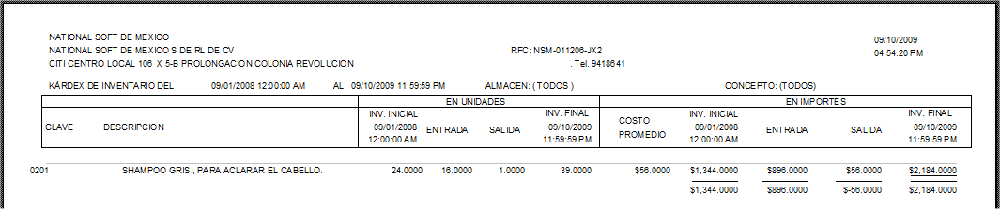 NATIONAL SOFT DE MEXICO
09/10/2009
NATIONAL SOFT DE MEXICO S DE RL DE CV RFC: NSM-011206-JX2
04:54:20 PM
CITI CENTRO LOCAL 106 X 5-B PROLONGACION COLONIA REVOLUCION , Tel. 9418641
KÁRDEX DE INVENTARIO DEL 09/01/2008 12:00:00 AM AL 09/10/2009 11:59:59 PM ALMACEN: ( TODOS ) CONCEPTO: (TODOS)
EN UNIDADES EN IMPORTES
INV. INICIAL INV. FINAL INV. INICIAL INV. FINAL
CLAVE DESCRIPCION 09/01/2008 ENTRADA SALIDA 09/10/2009 COSTO 09/01/2008 ENTRADA SALIDA 09/10/2009
12:00:00 AM 11:59:59 PM PROMEDIO 12:00:00 AM 11:59:59 PM
0201 SHAMPOO GRISI, PARA ACLARAR EL CABELLO. 24.0000 16.0000 1.0000 39.0000 $56.0000 $1,344.0000 $896.0000 $56.0000 $2,184.0000
$1,344.0000 $896.0000 $-56.0000 $2,184.0000